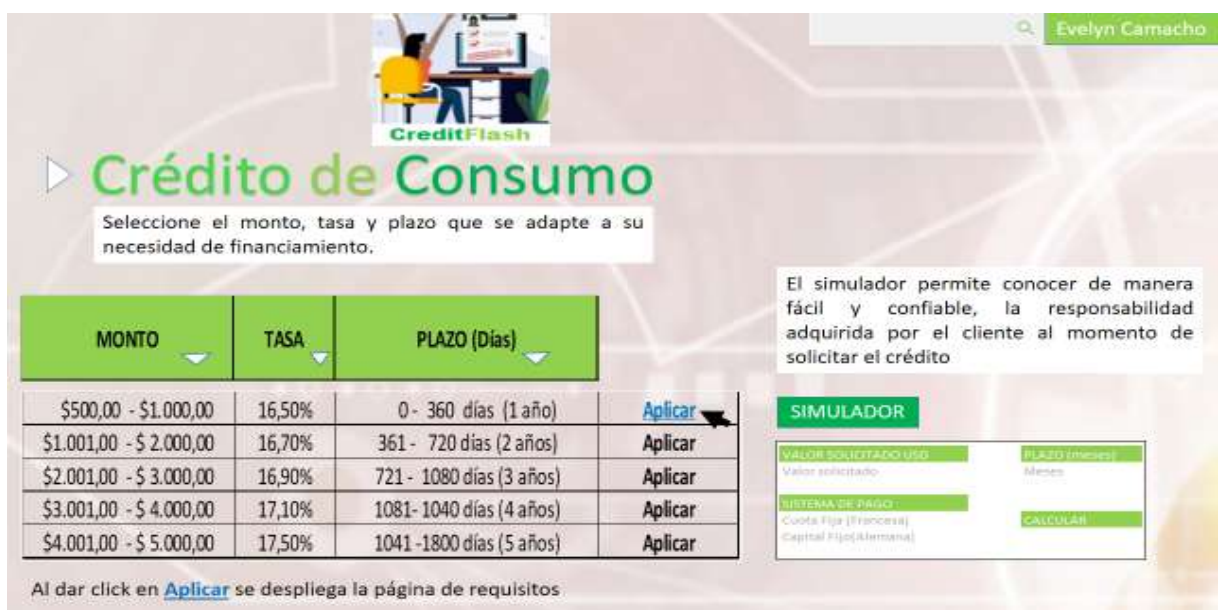 Evelyn Camacho
CreditFlash
Crédito de Consumo
Seleccione el monto, tasa y plazo que se adapte a su
necesidad de financiamiento.
El simulador permite conocer de manera
fácil y confiable, la responsabilidad
adquirida por el cliente al momento de
solicitar el crédito
MONTO TASA PLAZO (Días)
$500,00 - $1.000,00 16,50% 0 - 360 días (1 año) Aplicar
$1.001,00 - $ 2.000,00 16,70% 361 - 720 días (2 años) Aplicar
$2.001,00 - $ 3.000,00 16,90% 721 - 1080 días (3 años) Aplicar
$3.001,00 - $ 4.000,00 17,10% 1081- 1040 días (4 años) Aplicar
$4.001,00 - $ 5.000,00 17,50% 1041 -1800 días (5 años) Aplicar
SIMULADOR
VALOR SOLICITADO USD PLAZO (meses)
Valor solicitado Meses
SISTEMA DE PAGO
Cuota Fija (Francesa) CALCULAR
Capital Fijo(Alemana)
Al dar click en Aplicar se despliega la página de requisitos